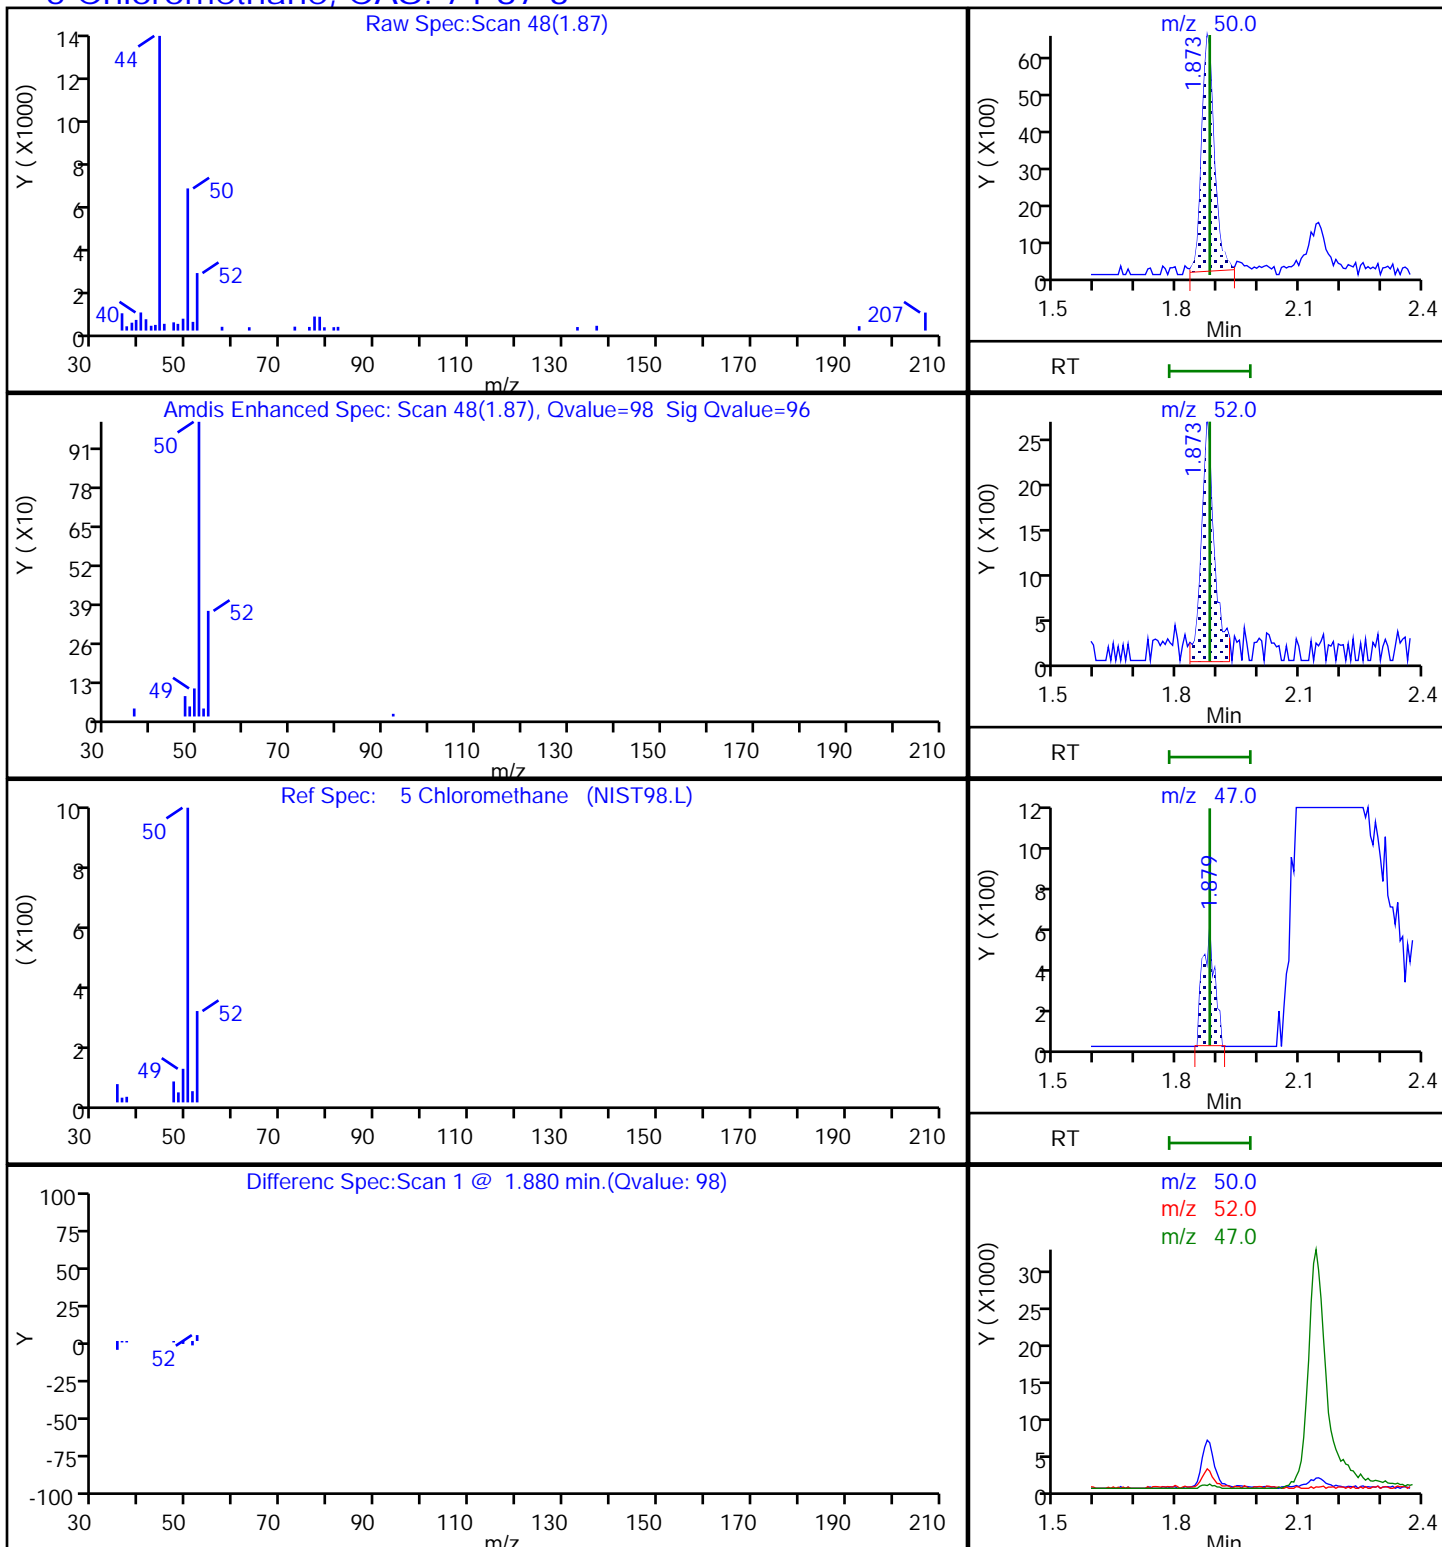 5 Chloromethane, CAS: 74-87-3
Raw Spec:Scan 48(1.87)
Y ( X1000)
14
12
10
8
6
4
2
0
44
50
52
40
207
30 50 70 90 110 130 150 170 190 210
m/z
m/z 50.0
Y ( X100)
60
50
40
30
20
10
0
1.873
1.5 1.8 2.1 2.4
Min
RT
Amdis Enhanced Spec: Scan 48(1.87), Qvalue=98 Sig Qvalue=96
Y ( X10)
91
78
65
52
39
26
13
0
50
52
49
30 50 70 90 110 130 150 170 190 210
m/z
m/z 52.0
Y ( X100)
25
20
15
10
5
0
1.873
1.5 1.8 2.1 2.4
Min
RT
Ref Spec: 5 Chloromethane (NIST98.L)
( X100)
10
8
6
4
2
0
50
52
49
30 50 70 90 110 130 150 170 190 210
m/z 47.0
Y ( X100)
12
10
8
6
4
2
0
1.879
1.5 1.8 2.1 2.4
Min
RT
Differenc Spec:Scan 1 @ 1.880 min.(Qvalue: 98)
Y
100
75
50
25
0
-25
-50
-75
-100
52
30 50 70 90 110 130 150 170 190 210
m/z
m/z 50.0
m/z 52.0
m/z 47.0
Y ( X1000)
30
25
20
15
10
5
0
1.5 1.8 2.1 2.4
Min